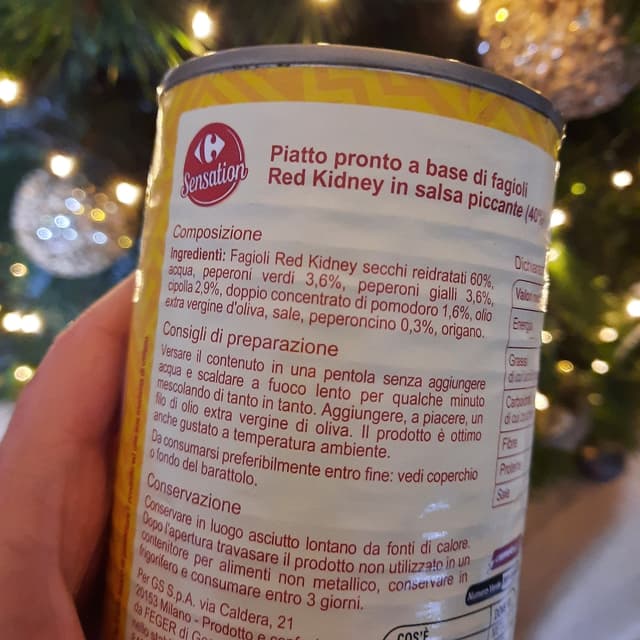 Sensation
Piatto pronto a base di fagioli
Red Kidney in salsa piccante (40%
Composizione
Ingredienti: Fagioli Red Kidney secchi reidratati 60%,
acqua, peperoni verdi 3,6%, peperoni gialli 3,6%,
cipolla 2,9%, doppio concentrato di pomodoro 1,6%, olio
extra vergine d'oliva, sale, peperoncino 0,3%, origano.
Consigli di preparazione
Versare il contenuto in una pentola senza aggiungere
acqua e scaldare a fuoco lento per qualche minuto
mescolando di tanto in tanto. Aggiungere, a piacere, un
filo di olio extra vergine di oliva. Il prodotto è ottimo
anche gustato a temperatura ambiente.
Da consumarsi preferibilmente entro fine: vedi coperchio
o fondo del barattolo.
Conservazione
Conservare in luogo asciutto lontano da fonti di calore.
Dopo l'apertura travasare il prodotto non utilizzato in un
contenitore per alimenti non metallico, conservare in
frigorifero e consumare entro 3 giorni.
Per GS S.p.A. via Caldera, 21
20153 Milano - Prodotto e
da FEGER di
Valori
Energia
Grassi
di cui
Carboidrati
di cui
Fibre
Proteine
Sale
COS'È